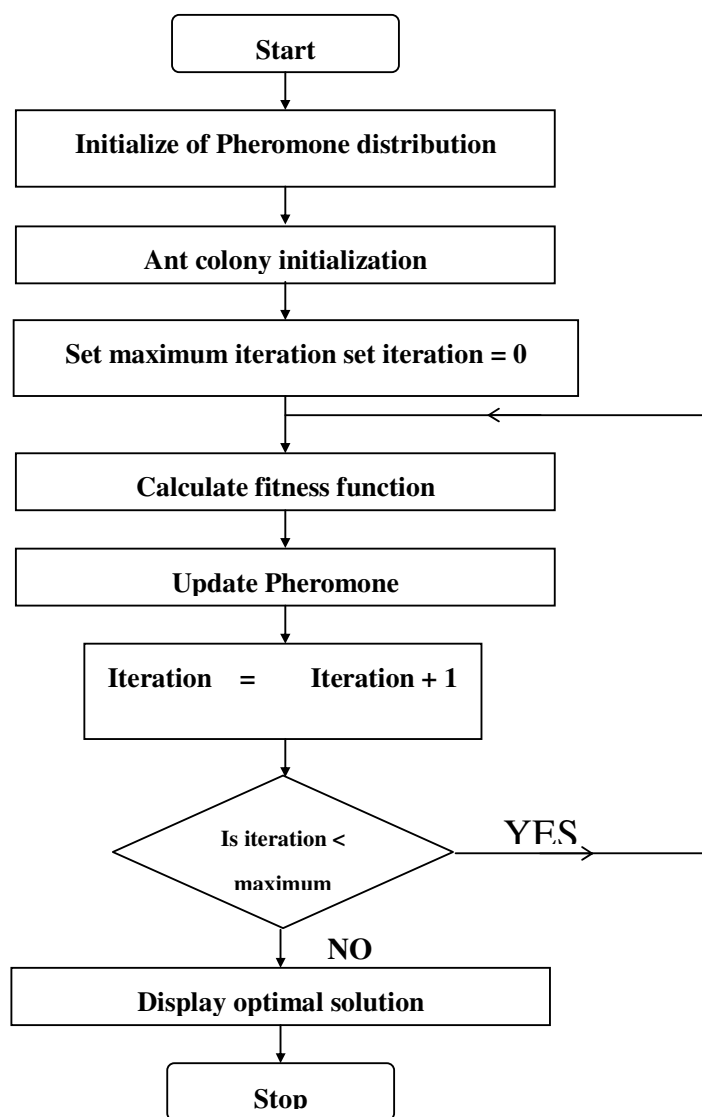 Start
Initialize of Pheromone distribution
Ant colony initialization
Set maximum iteration set iteration = 0
Calculate fitness function
Update Pheromone
Iteration = Iteration + 1
Is iteration <
maximum
YES
NO
Display optimal solution
Stop